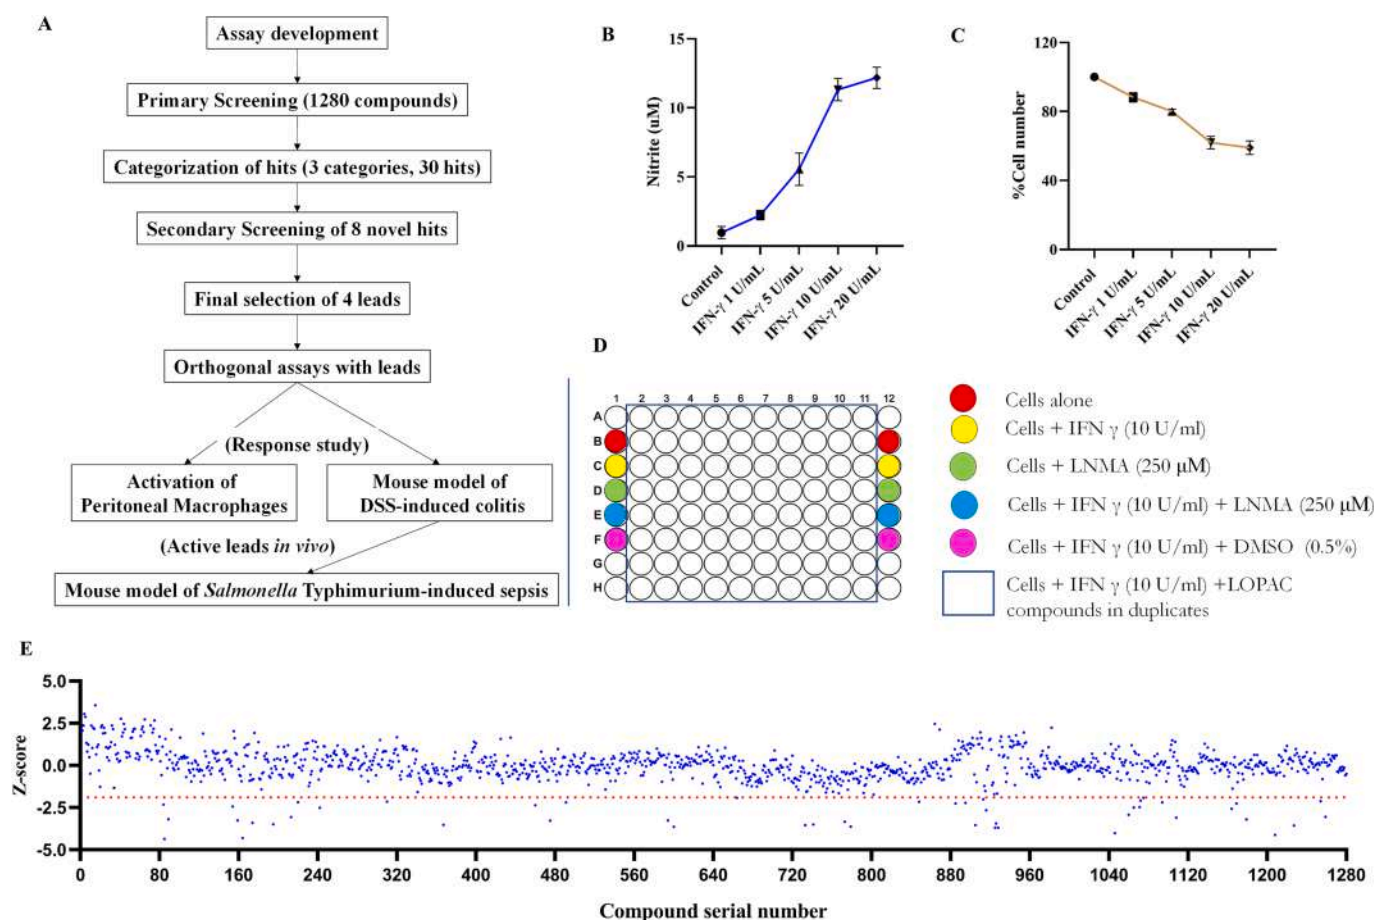 A
Assay development
Primary Screening (1280 compounds)
Categorization of hits (3 categories, 30 hits)
Secondary Screening of 8 novel hits
Final selection of 4 leads
Orthogonal assays with leads
(Response study)
Activation of
Peritoneal Macrophages
Mouse model of
DSS-induced colitis
(Active leads in vivo)
Mouse model of Salmonella Typhimurium-induced sepsis
B
15
10
5
0
Nitrite (uM)
Control
IFN-γ 1 U/mL
IFN-γ 5 U/mL
IFN-γ 10 U/mL
IFN-γ 20 U/mL
C
120
80
40
0
%Cell number
Control
IFN-γ 1 U/mL
IFN-γ 5 U/mL
IFN-γ 10 U/mL
IFN-γ 20 U/mL
D
1 2 3 4 5 6 7 8 9 10 11 12
A
B
C
D
E
F
G
H
Cells alone
Cells + IFN γ (10 U/ml)
Cells + LNMA (250 μM)
Cells + IFN γ (10 U/ml) + LNMA (250 μM)
Cells + IFN γ (10 U/ml) + DMSO (0.5%)
Cells + IFN γ (10 U/ml) +LOPAC
compounds in duplicates
E
5.0
2.5
0.0
-2.5
-5.0
Z-score
0 80 160 240 320 400 480 560 640 720 800 880 960 1040 1120 1200 1280
Compound serial number